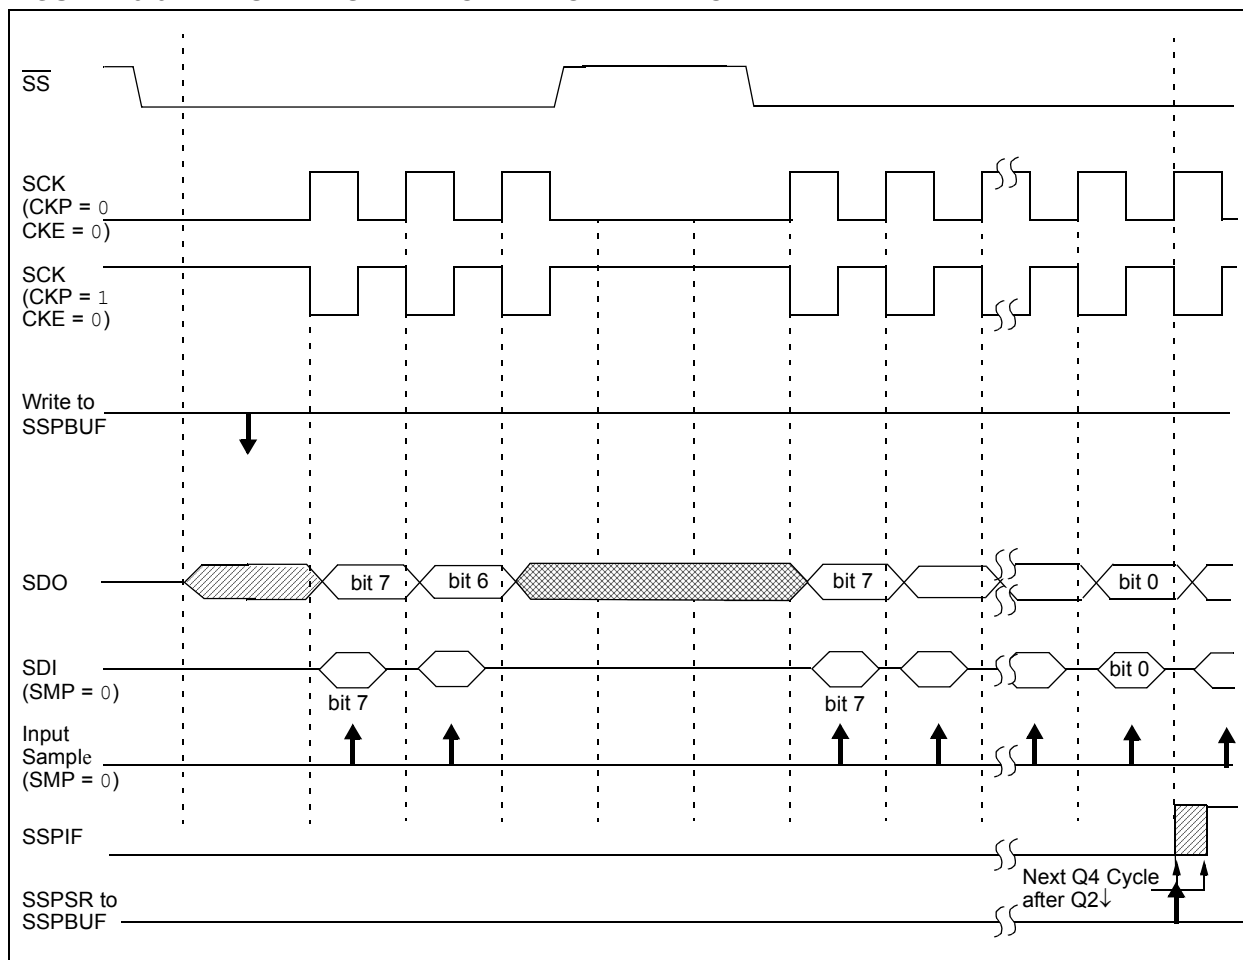 SS
SCK
(CKP = 0
CKE = 0)
SCK
(CKP = 1
CKE = 0)
Write to
SSPBUF
SDO
bit 7
bit 6
bit 7
bit 0
SDI
(SMP = 0)
bit 7
bit 7
bit 0
Input
Sample
(SMP = 0)
SSPIF
Next Q4 Cycle
after Q2↓
SSPSR to
SSPBUF